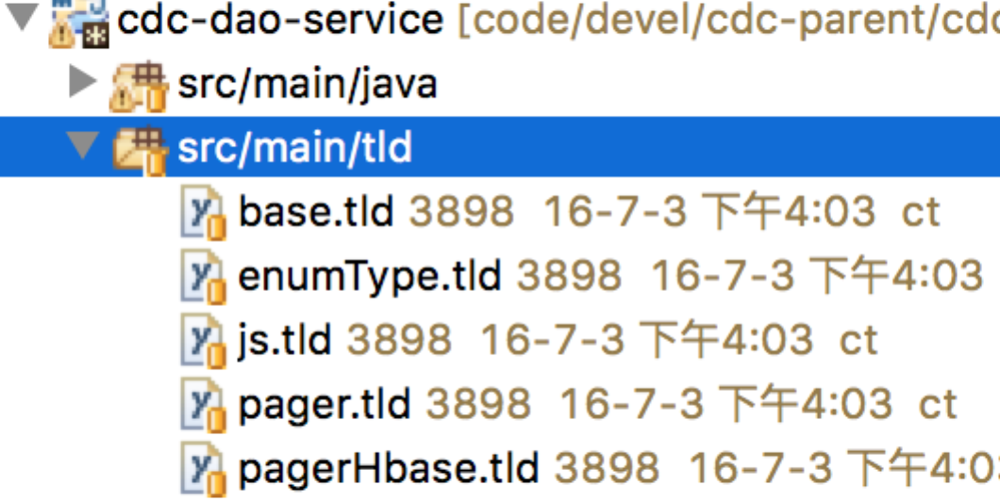 cdc-dao-service [code/devel/cdc-parent/cdc
src/main/java
src/main/tld
base.tld 3898 16-7-3 下午4:03 ct
enumType.tld 3898 16-7-3 下午4:03
js.tld 3898 16-7-3 下午4:03 ct
pager.tld 3898 16-7-3 下午4:03 ct
pagerHbase.tld 3898 16-7-3 下午4:0